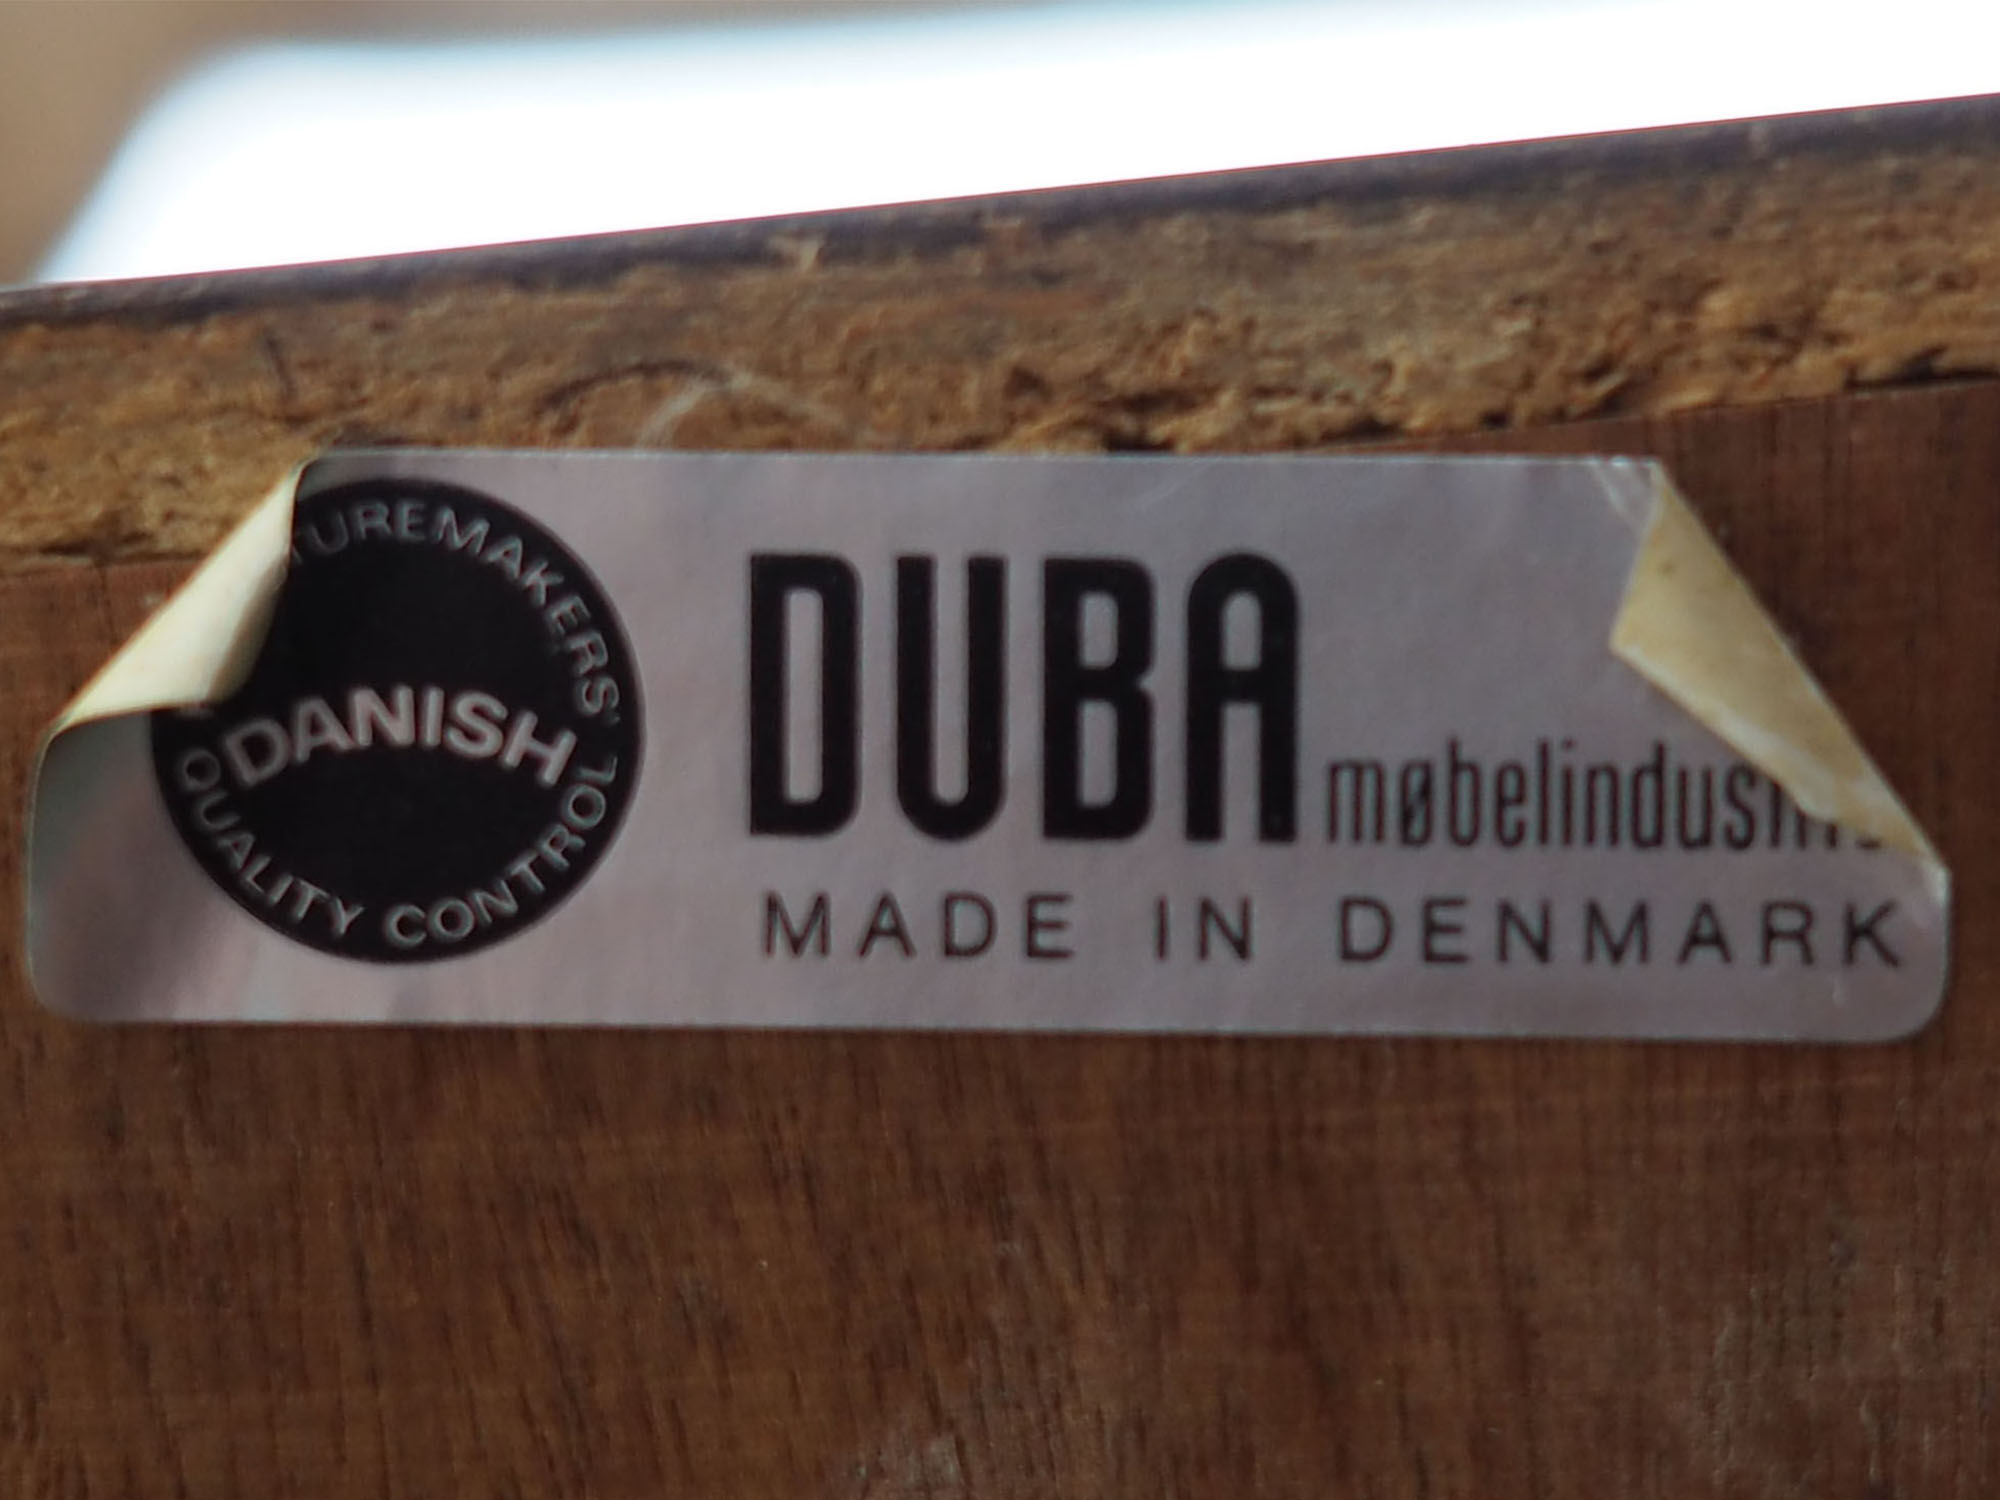 DANISH
QUALITY CONTROL
DUBA
MADE IN DENMARK